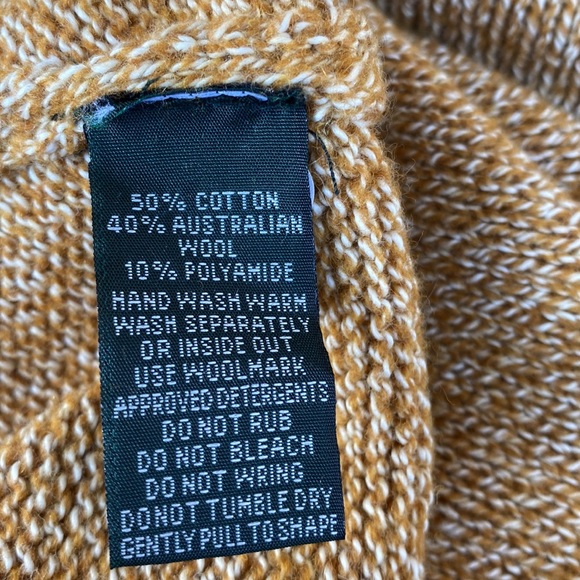 50% COTTON
40% AUSTRALIAN
WOOL
10% POLYAMIDE
HAND WASH WARM
WASH SEPARATELY
OR INSIDE OUT
USE WOOLMARK
APPROVED DETERGENTS
DO NOT RUB
DO NOT BLEACH
DO NOT WRING
DO NOT TUMBLE DRY
GENTLY PULL TO SHAPE